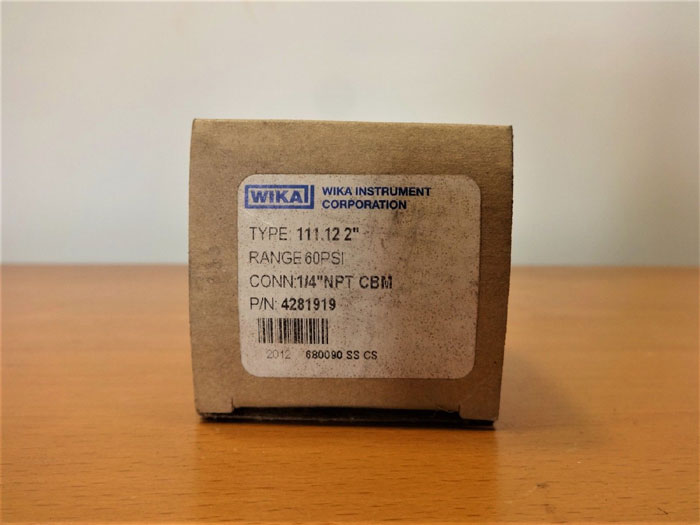 WIKA
WIKA INSTRUMENT
CORPORATION
TYPE: 111.12 2"
RANGE:60PSI
CONN:1/4"NPT CBM
P/N: 4281919
2012 680090 SS CS